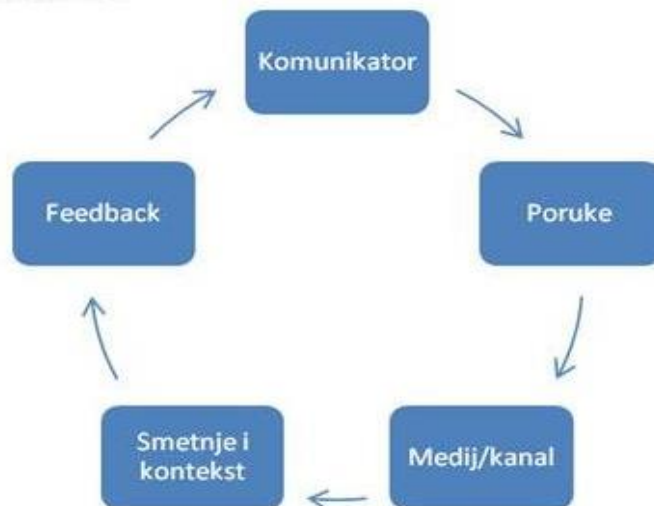 Komunikator
Poruke
Medij/kanal
Smetnje i
kontekst
Feedback